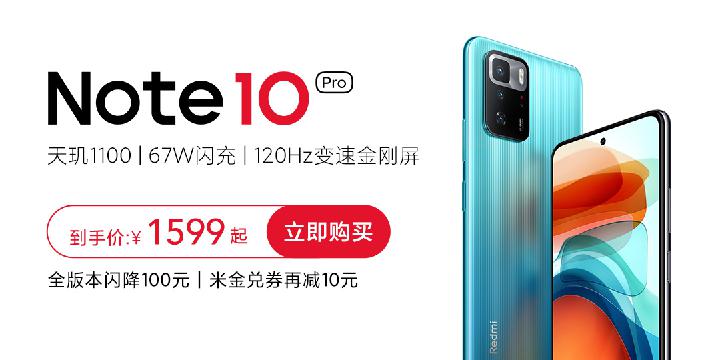 Note 10 Pro
天玑1100 | 67W闪充 | 120Hz变速金刚屏
到手价:¥1599起 立即购买
全版本闪降100元 | 米金兑券再减10元
Redmi